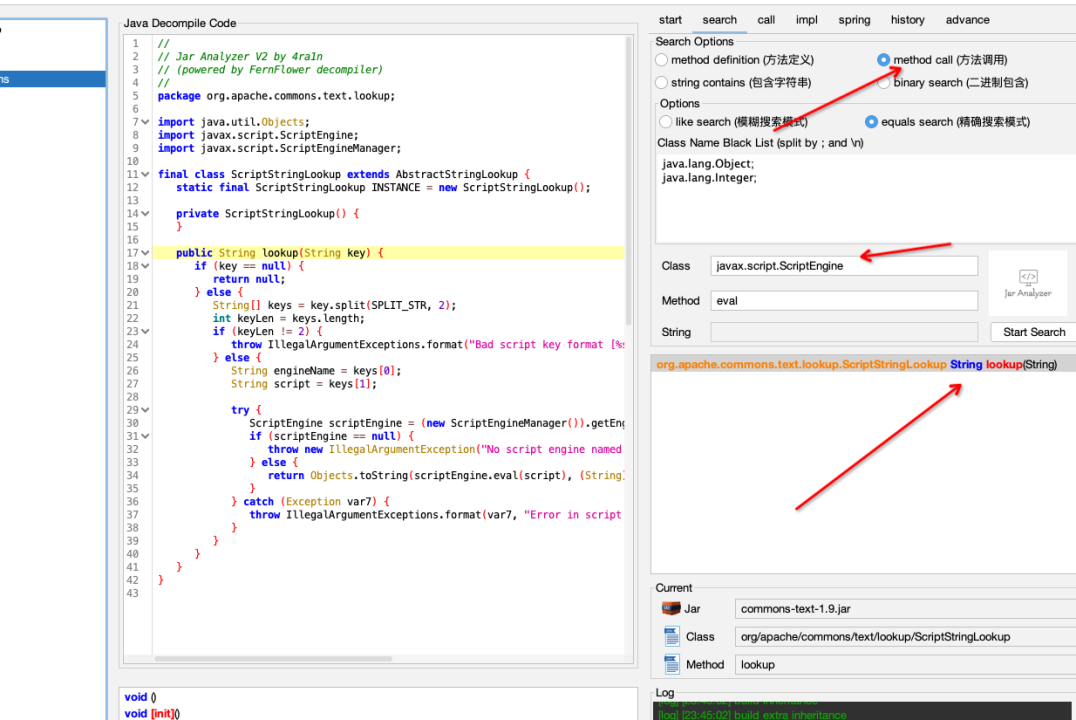 ns
Java Decompile Code
1 //
2 // Jar Analyzer V2 by 4ra1n
3 // (powered by FernFlower decompiler)
4 //
5 package org.apache.commons.text.lookup;
6
7 import java.util.Objects;
8 import javax.script.ScriptEngine;
9 import javax.script.ScriptEngineManager;
10
11 final class ScriptStringLookup extends AbstractStringLookup {
12 static final ScriptStringLookup INSTANCE = new ScriptStringLookup();
13
14 private ScriptStringLookup() {
15 }
16
17 public String lookup(String key) {
18 if (key == null) {
19 return null;
20 } else {
21 String[] keys = key.split(SPLIT_STR, 2);
22 int keyLen = keys.length;
23 if (keyLen != 2) {
24 throw IllegalArgumentExceptions.format("Bad script key format [%s
25 } else {
26 String engineName = keys[0];
27 String script = keys[1];
28
29 try {
30 ScriptEngine scriptEngine = (new ScriptEngineManager()).getEng
31 if (scriptEngine == null) {
32 throw new IllegalArgumentException("No script engine named
33 } else {
34 return Objects.toString(scriptEngine.eval(script), (String)
35 }
36 } catch (Exception var7) {
37 throw IllegalArgumentExceptions.format(var7, "Error in script
38 }
39 }
40 }
41 }
42 }
43
void ()
void [init]()
start search call impl spring history advance
Search Options
method definition (方法定义) method call (方法调用)
string contains (包含字符串) binary search (二进制包含)
Options
like search (模糊搜索模式) equals search (精确搜索模式)
Class Name Black List (split by ; and \n)
java.lang.Object;
java.lang.Integer;
Class javax.script.ScriptEngine
Method eval
String
</>
Jar Analyzer
Start Search
org.apache.commons.text.lookup.ScriptStringLookup String lookup(String)
Current
Jar commons-text-1.9.jar
Class org/apache/commons/text/lookup/ScriptStringLookup
Method lookup
Log
[log] [23:45:02] build inheritance
[log] [23:45:02] build extra inheritance